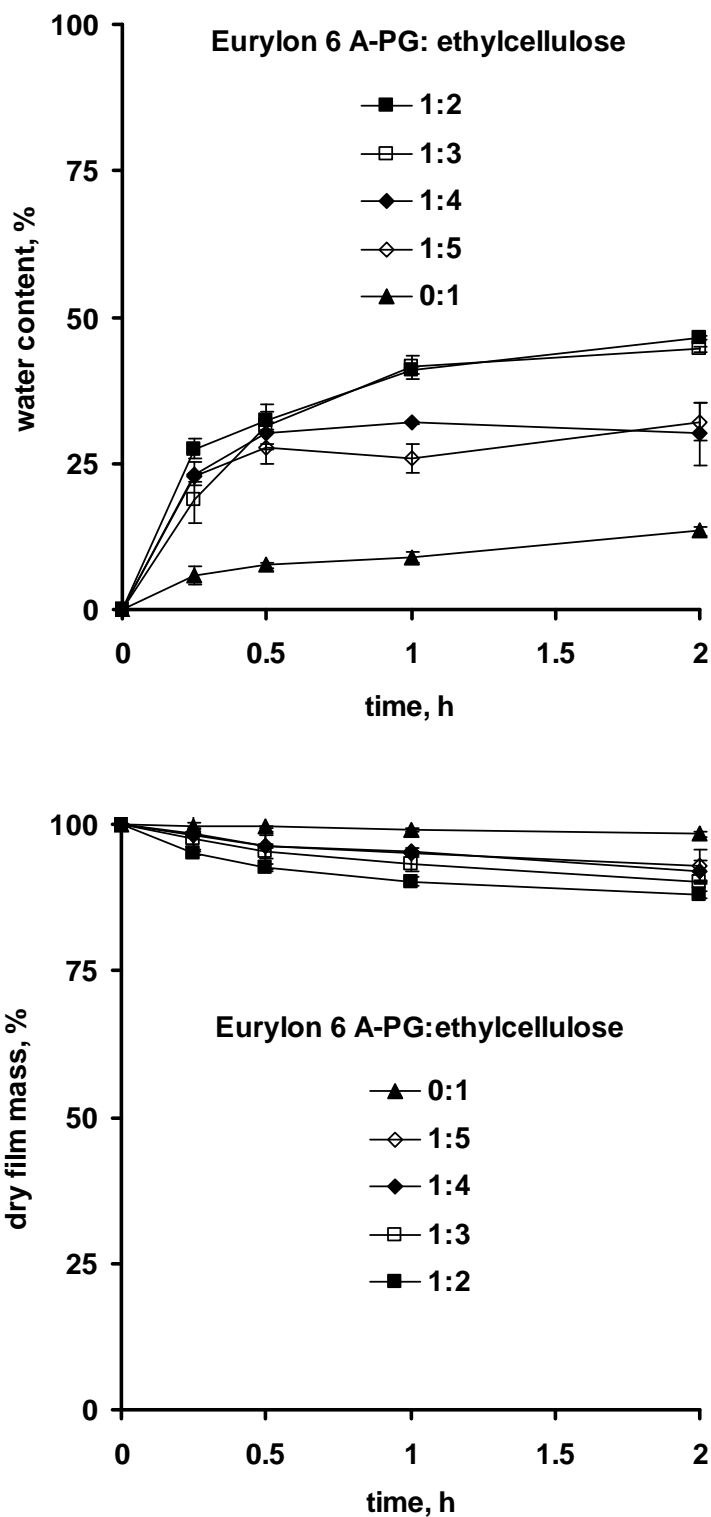 100
Eurylon 6 A-PG: ethylcellulose
1:2
75
1:3
1:4
1:5
0:1
50
25
0
water content, %
0 0.5 1 1.5 2
time, h
100
75
Eurylon 6 A-PG:ethylcellulose
0:1
50
1:5
1:4
1:3
25
1:2
0
dry film mass, %
0 0.5 1 1.5 2
time, h